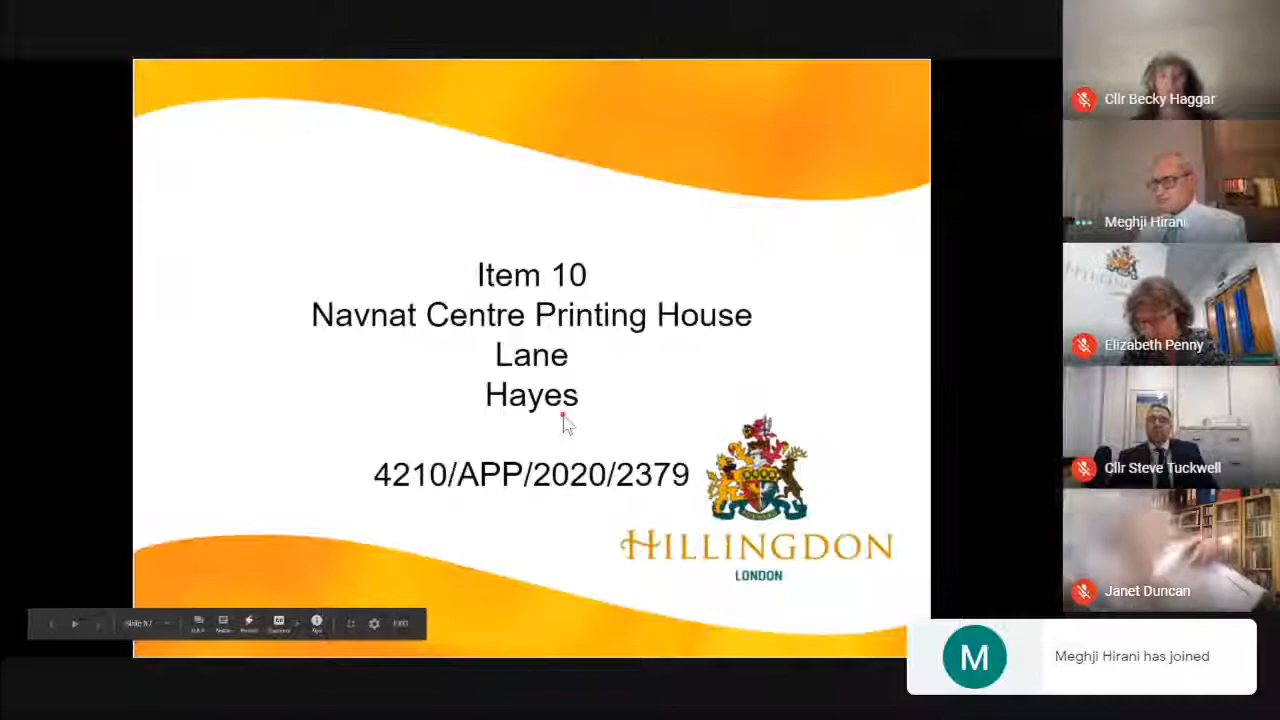 Item 10
Navnat Centre Printing House
Lane
Hayes
4210/APP/2020/2379
HILLINGDON
LONDON
Cllr Becky Haggar
Meghji Hirani
Elizabeth Penny
Cllr Steve Tuckwell
Janet Duncan
M
Meghji Hirani has joined